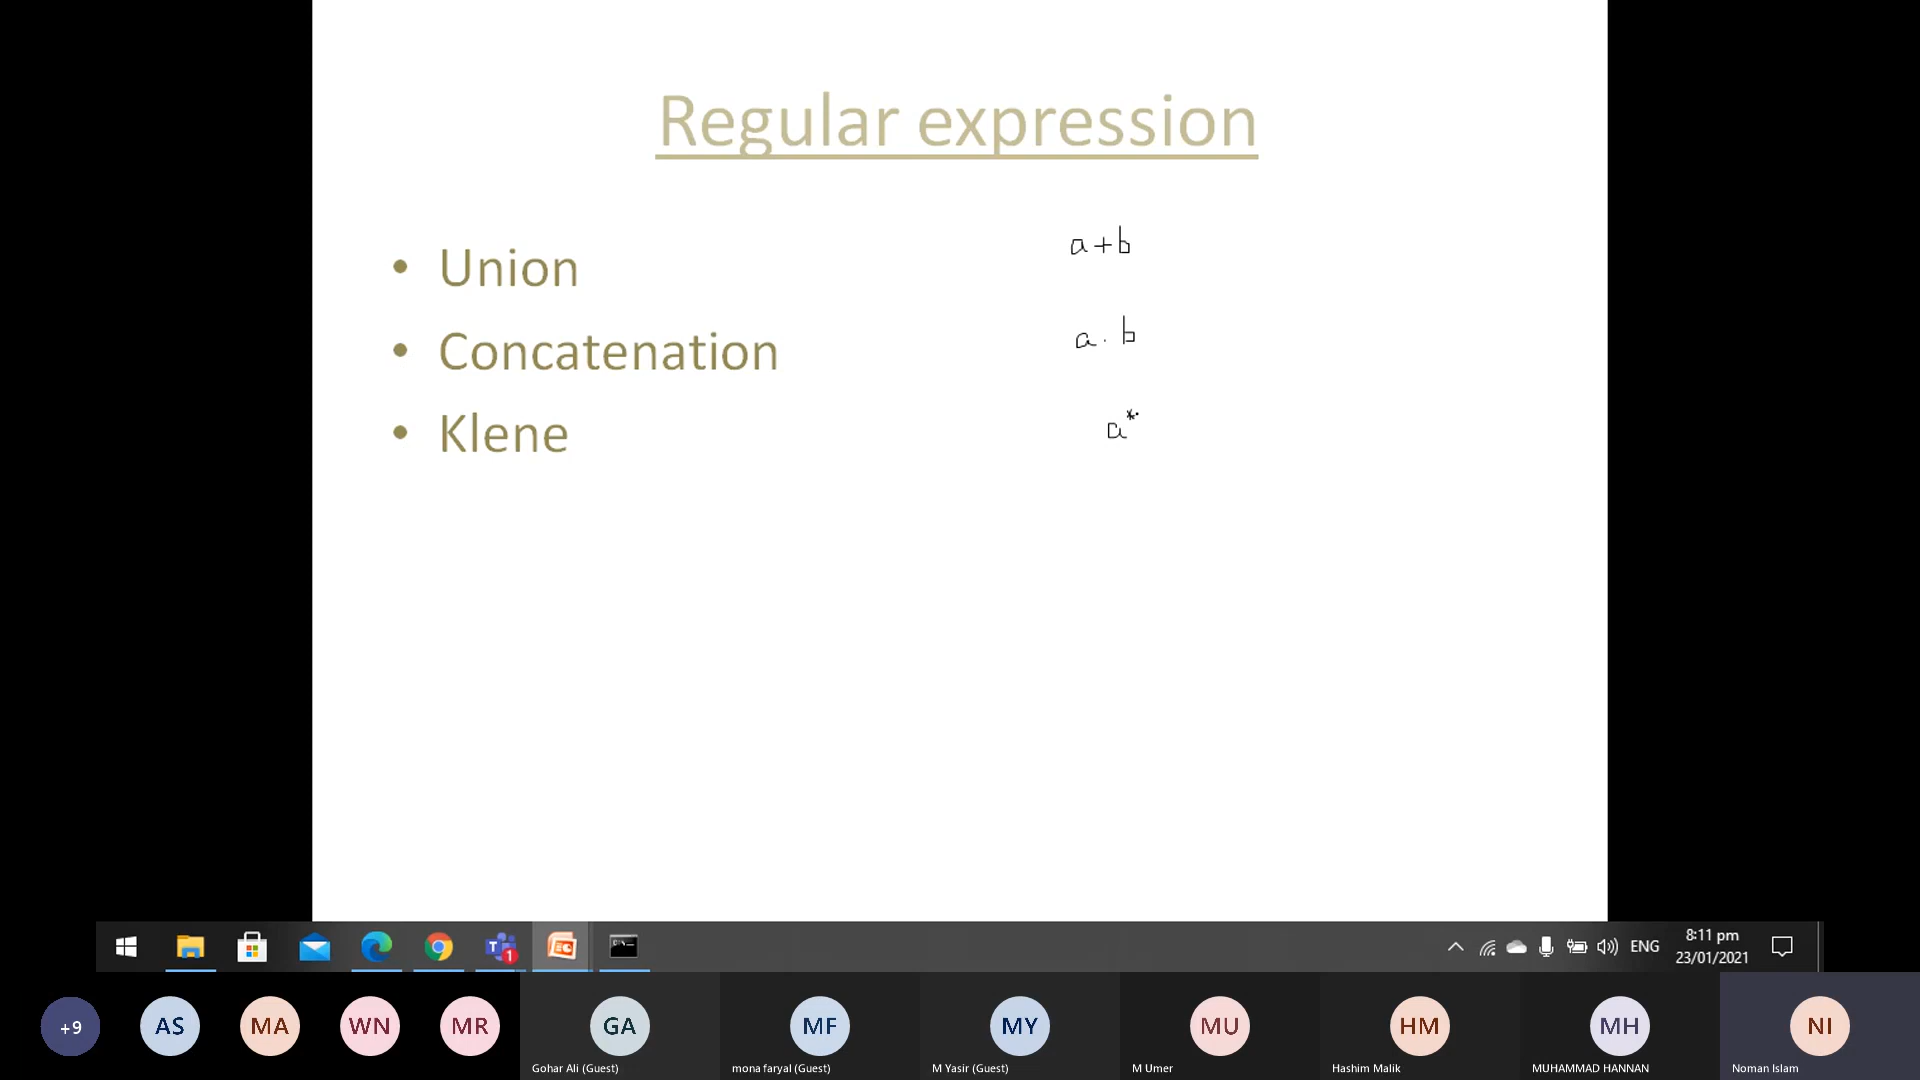 Regular expression
• Union
a+b
• Concatenation
a.b
• Klene
a*
ENG
8:11 pm
23/01/2021
T
1
+9
AS
MA
WN
MR
GA
MF
MY
MU
HM
MH
NI
Gohar Ali (Guest)
mona faryal (Guest)
M Yasir (Guest)
M Umer
Hashim Malik
MUHAMMAD HANNAN
Noman Islam